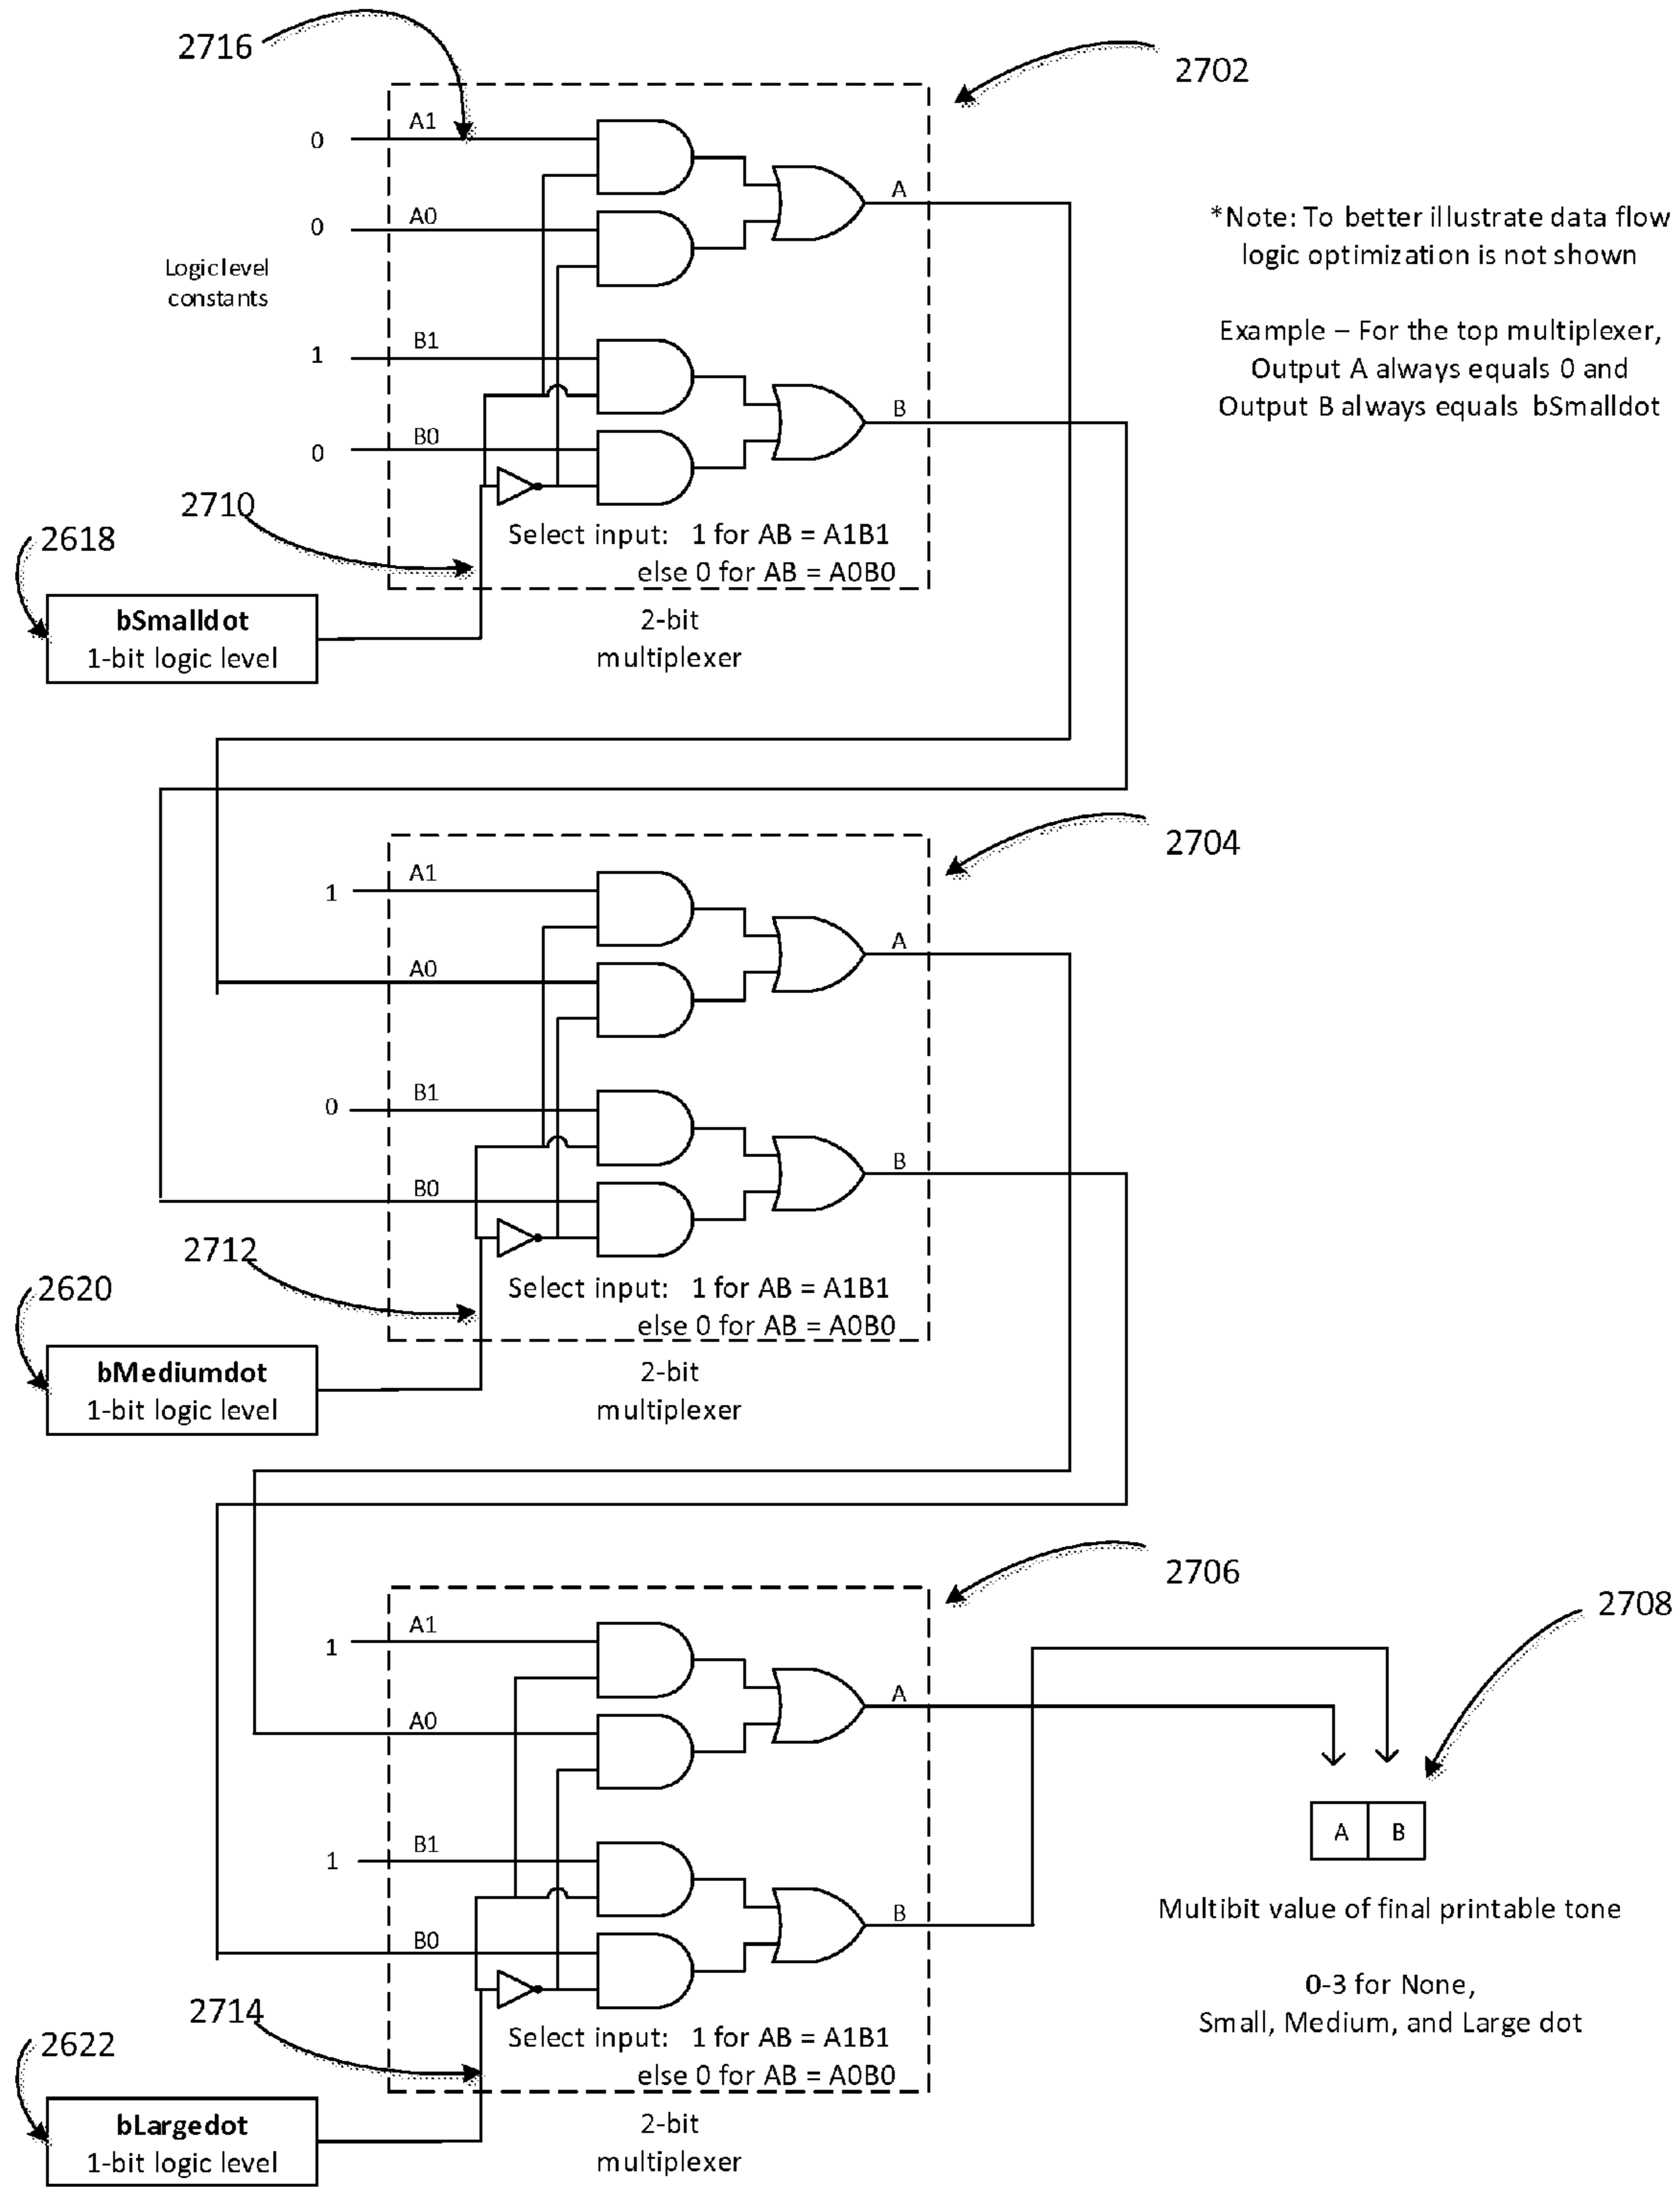 2716
2702
A1
0
A
A0
0
*Note: To better illustrate data flow
logic optimization is not shown
Logic level
constants
Example – For the top multiplexer,
Output A always equals 0 and
Output B always equals bSmalldot
B1
1
B
B0
0
2710
2618
Select input: 1 for AB = A1B1
else 0 for AB = A0B0
bSmalldot
1-bit logic level
2-bit
multiplexer
2704
A1
1
A
A0
B1
0
B
B0
2712
2620
Select input: 1 for AB = A1B1
else 0 for AB = A0B0
bMediumdot
1-bit logic level
2-bit
multiplexer
2706
2708
A1
1
A
A0
A B
B1
1
B
B0
Multibit value of final printable tone
0-3 for None,
Small, Medium, and Large dot
2714
2622
Select input: 1 for AB = A1B1
else 0 for AB = A0B0
bLargedot
1-bit logic level
2-bit
multiplexer